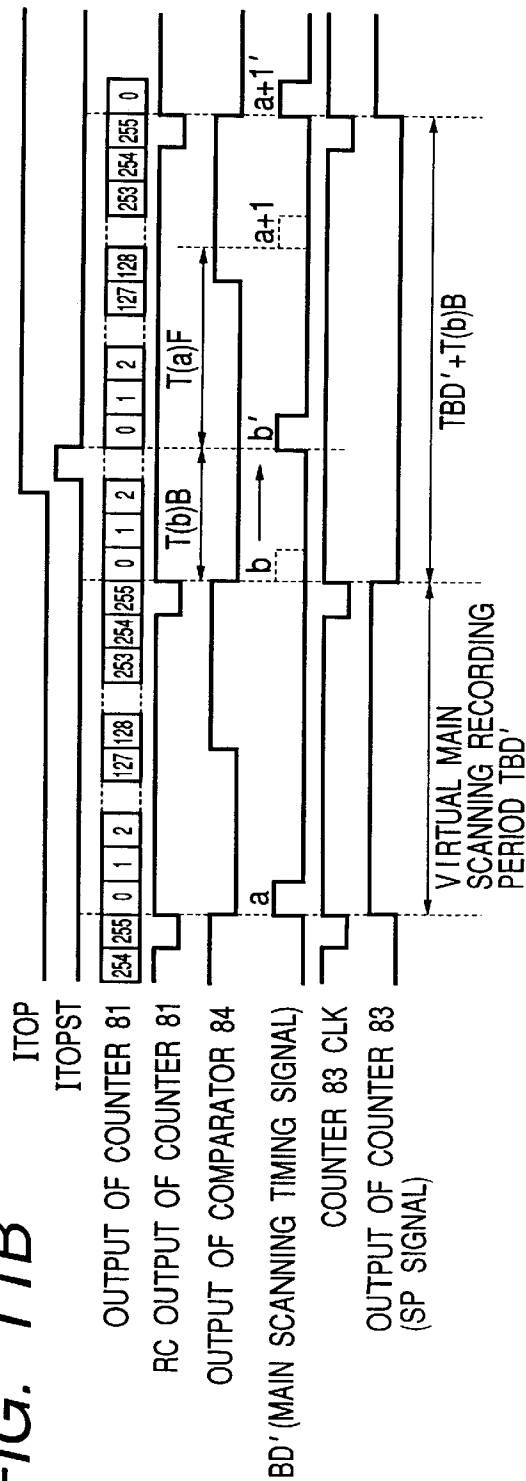 FIG. 11B
ITOP
ITOPST
OUTPUT OF COUNTER 81
254 255 0 1 2 127 128 253 254 255 0 1 2 0 1 2 127 128 253 254 255 0
RC OUTPUT OF COUNTER 81
OUTPUT OF COMPARATOR 84
T(b)B T(a)F
BD' (MAIN SCANNING TIMING SIGNAL)
a b b' a+1 a+1'
COUNTER 83 CLK
OUTPUT OF COUNTER 83
(SP SIGNAL)
VIRTUAL MAIN
SCANNING RECORDING
PERIOD TBD'
TBD'+T(b)B